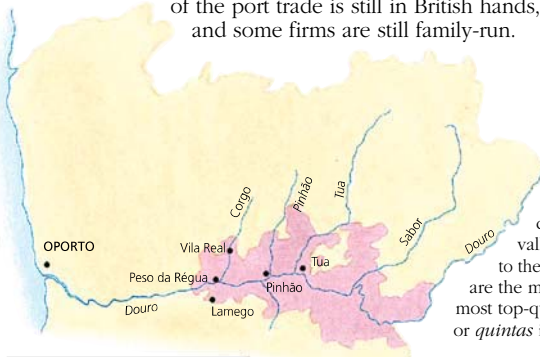 of the port trade is still in British hands,
and some firms are still family-run.
Corgo
Pinhão
Tua
Sabor
Douro
OPORTO
Vila Real
Tua
Peso da Régua
Pinhão
Douro
Lamego
val
to the
are the m
most top-qu
or quintas i